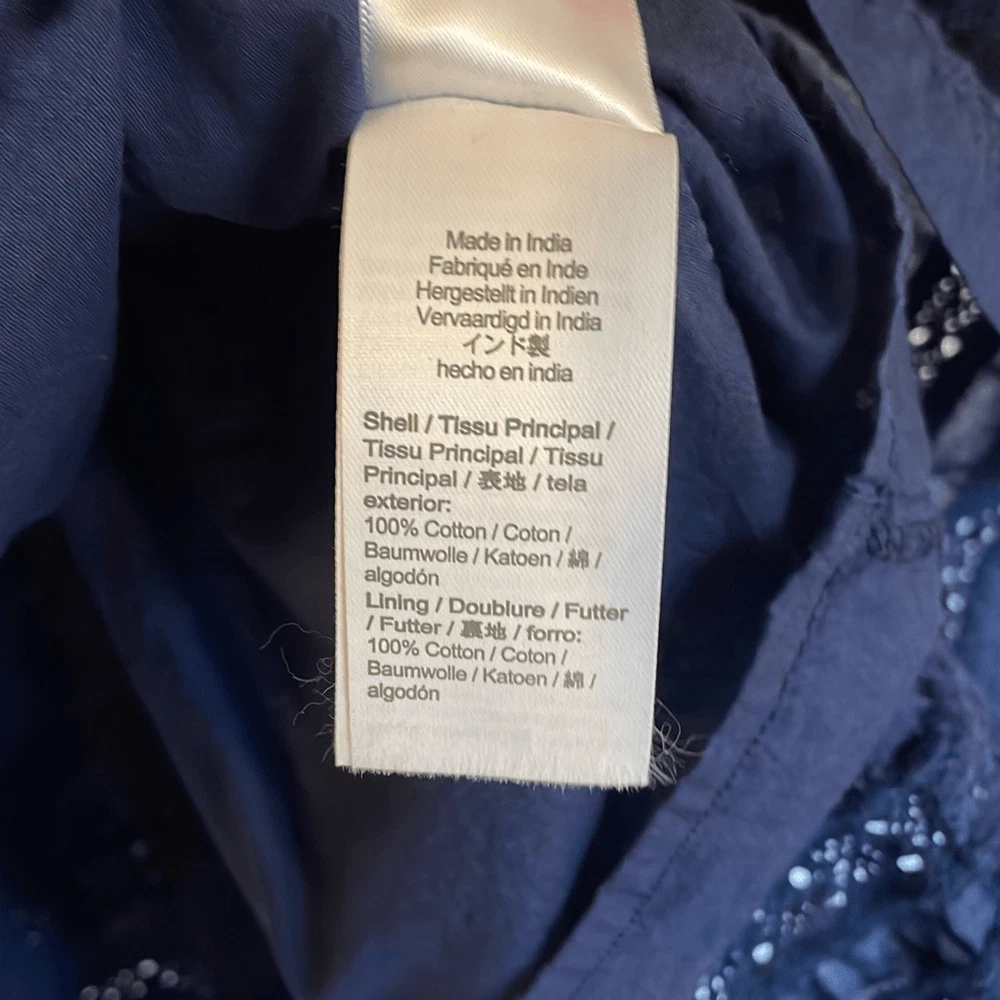 Made in India
Fabriqué en Inde
Hergestellt in Indien
Vervaardigd in India
インド製
hecho en india
Shell / Tissu Principal /
Tissu Principal / Tissu
Principal / 表地 / tela
exterior:
100% Cotton / Coton /
Baumwolle / Katoen / 綿 /
algodón
Lining / Doublure / Futter
/ Futter / 裏地 / forro:
100% Cotton / Coton /
Baumwolle / Katoen / 綿 /
algodón